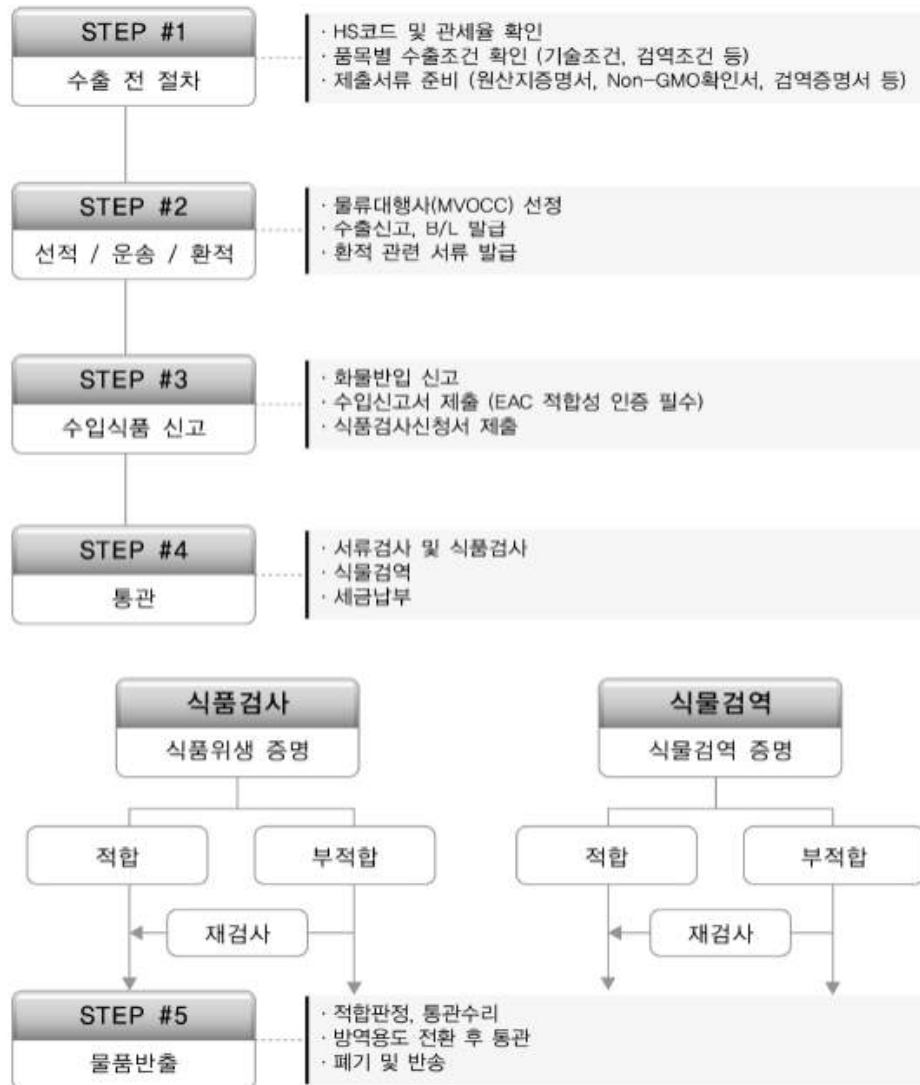 STEP #1
수출 전 절차
· HS코드 및 관세율 확인
· 품목별 수출조건 확인 (기술조건, 검역조건 등)
· 제출서류 준비 (원산지증명서, Non-GMO확인서, 검역증명서 등)
STEP #2
선적 / 운송 / 환적
· 물류대행사(MVOCC) 선정
· 수출신고, B/L 발급
· 환적 관련 서류 발급
STEP #3
수입식품 신고
· 화물반입 신고
· 수입신고서 제출 (EAC 적합성 인증 필수)
· 식품검사신청서 제출
STEP #4
통관
· 서류검사 및 식품검사
· 식물검역
· 세금납부
식품검사
식품위생 증명
적합
부적합
재검사
식물검역
식물검역 증명
적합
부적합
재검사
STEP #5
물품반출
· 적합판정, 통관수리
· 방역용도 전환 후 통관
· 폐기 및 반송